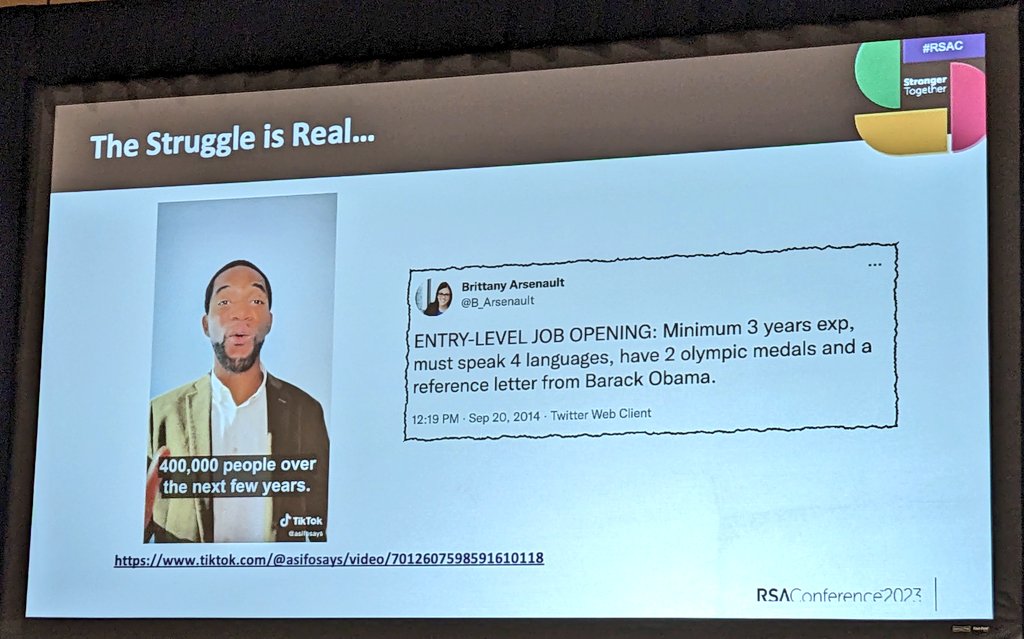 #RSAC
Stronger
Together
The Struggle is Real...
400,000 people over
the next few years.
TikTok
@asifosays
https://www.tiktok.com/@asifosays/video/7012607598591610118
Brittany Arsenault
@B_Arsenault
...
ENTRY-LEVEL JOB OPENING: Minimum 3 years exp,
must speak 4 languages, have 2 olympic medals and a
reference letter from Barack Obama.
12:19 PM · Sep 20, 2014 · Twitter Web Client
RSAConference2023